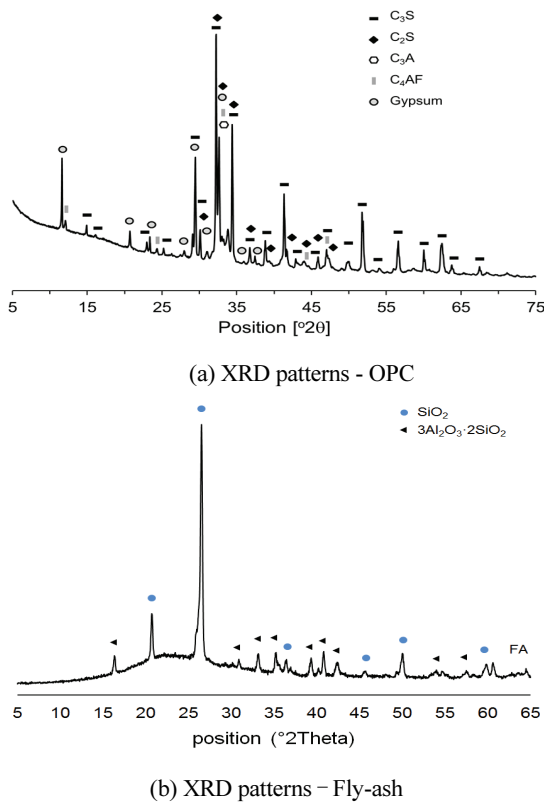 C₃S
C₂S
C₃A
C₄AF
Gypsum
5 15 25 35 45 55 65 75
Position [°2θ]
(a) XRD patterns - OPC
SiO₂
3Al₂O₃·2SiO₂
FA
5 10 15 20 25 30 35 40 45 50 55 60 65
position (°2Theta)
(b) XRD patterns – Fly-ash